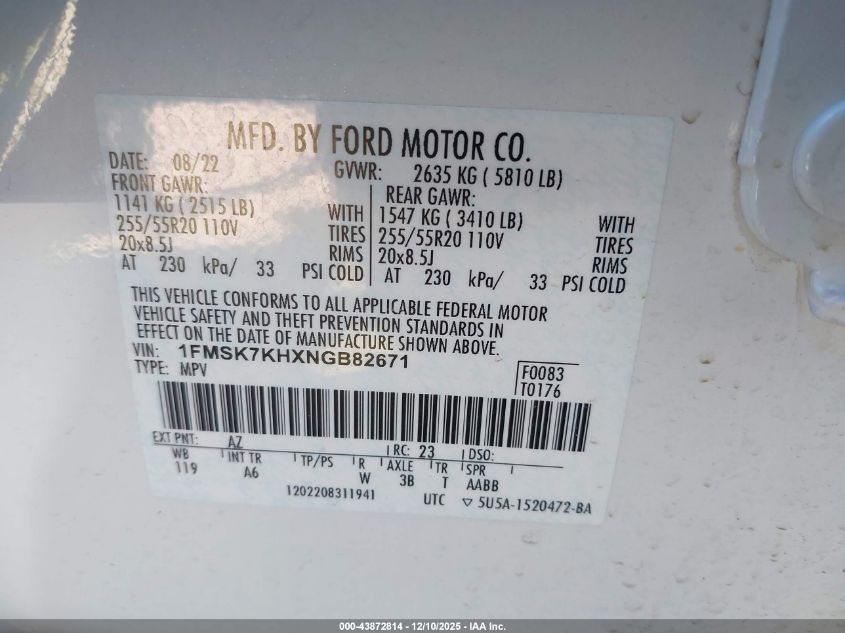 MFD. BY FORD MOTOR CO.
DATE: 08/22 GVWR: 2635 KG ( 5810 LB)
FRONT GAWR: REAR GAWR:
1141 KG ( 2515 LB) WITH 1547 KG ( 3410 LB) WITH
255/55R20 110V TIRES 255/55R20 110V TIRES
20x8.5J RIMS 20x8.5J RIMS
AT 230 kPa/ 33 PSI COLD AT 230 kPa/ 33 PSI COLD
THIS VEHICLE CONFORMS TO ALL APPLICABLE FEDERAL MOTOR
VEHICLE SAFETY AND THEFT PREVENTION STANDARDS IN
EFFECT ON THE DATE OF MANUFACTURE SHOWN ABOVE.
VIN: 1FMSK7KHXNGB82671
TYPE: MPV F0083
T0176
EXT PNT: AZ RC: 23 DSO:
WB INT TR TP/PS R AXLE TR SPR
119 A6 W 3B T AABB
1202208311941 UTC ▽ 5U5A-1520472-BA
000-43872814 - 12/10/2025 - IAA Inc.